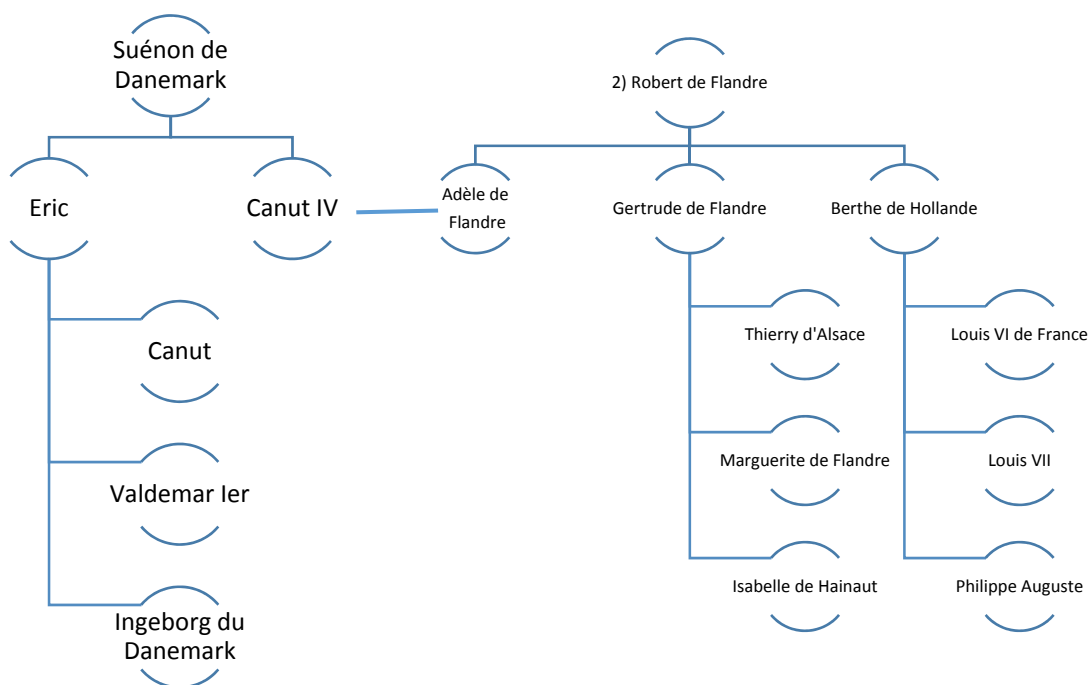 Suénon de
Danemark
2) Robert de Flandre
Eric
Canut IV
Adèle de
Flandre
Gertrude de Flandre
Berthe de Hollande
Canut
Thierry d'Alsace
Louis VI de France
Valdemar Ier
Marguerite de Flandre
Louis VII
Ingeborg du
Danemark
Isabelle de Hainaut
Philippe Auguste